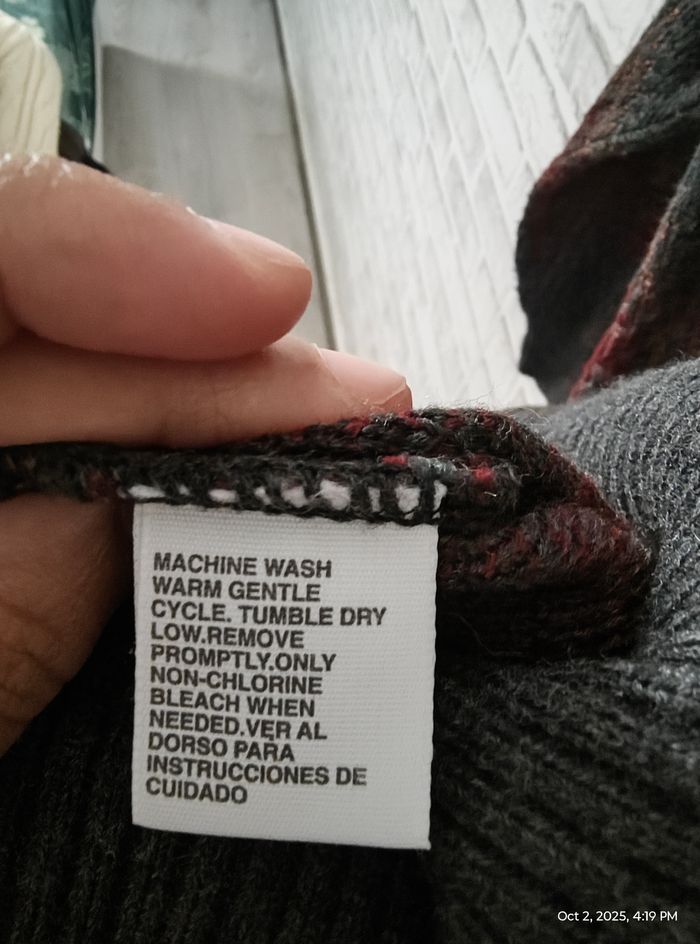 MACHINE WASH
WARM GENTLE
CYCLE. TUMBLE DRY
LOW.REMOVE
PROMPTLY.ONLY
NON-CHLORINE
BLEACH WHEN
NEEDED.VER AL
DORSO PARA
INSTRUCCIONES DE
CUIDADO
Oct 2, 2025, 4:19 PM